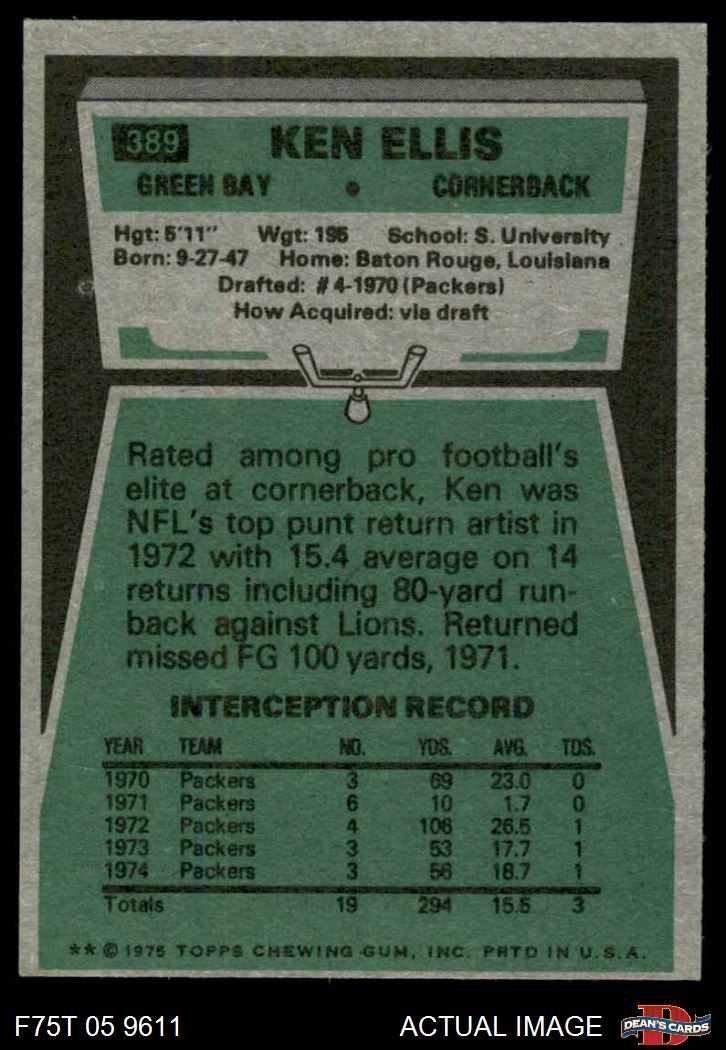 389 KEN ELLIS
GREEN BAY • CORNERBACK
Hgt: 5'11" Wgt: 195 School: S. University
Born: 9-27-47 Home: Baton Rouge, Louisiana
Drafted: #4-1970 (Packers)
How Acquired: via draft
Rated among pro football's
elite at cornerback, Ken was
NFL's top punt return artist in
1972 with 15.4 average on 14
returns including 80-yard run-
back against Lions. Returned
missed FG 100 yards, 1971.
INTERCEPTION RECORD
YEAR TEAM NO. YDS. AVG. TDS.
1970 Packers 3 69 23.0 0
1971 Packers 6 10 1.7 0
1972 Packers 4 106 26.5 1
1973 Packers 3 53 17.7 1
1974 Packers 3 56 18.7 1
Totals 19 294 15.5 3
** © 1975 TOPPS CHEWING GUM, INC. PRTD IN U.S.A.
F75T 05 9611 ACTUAL IMAGE D DEAN'S CARDS